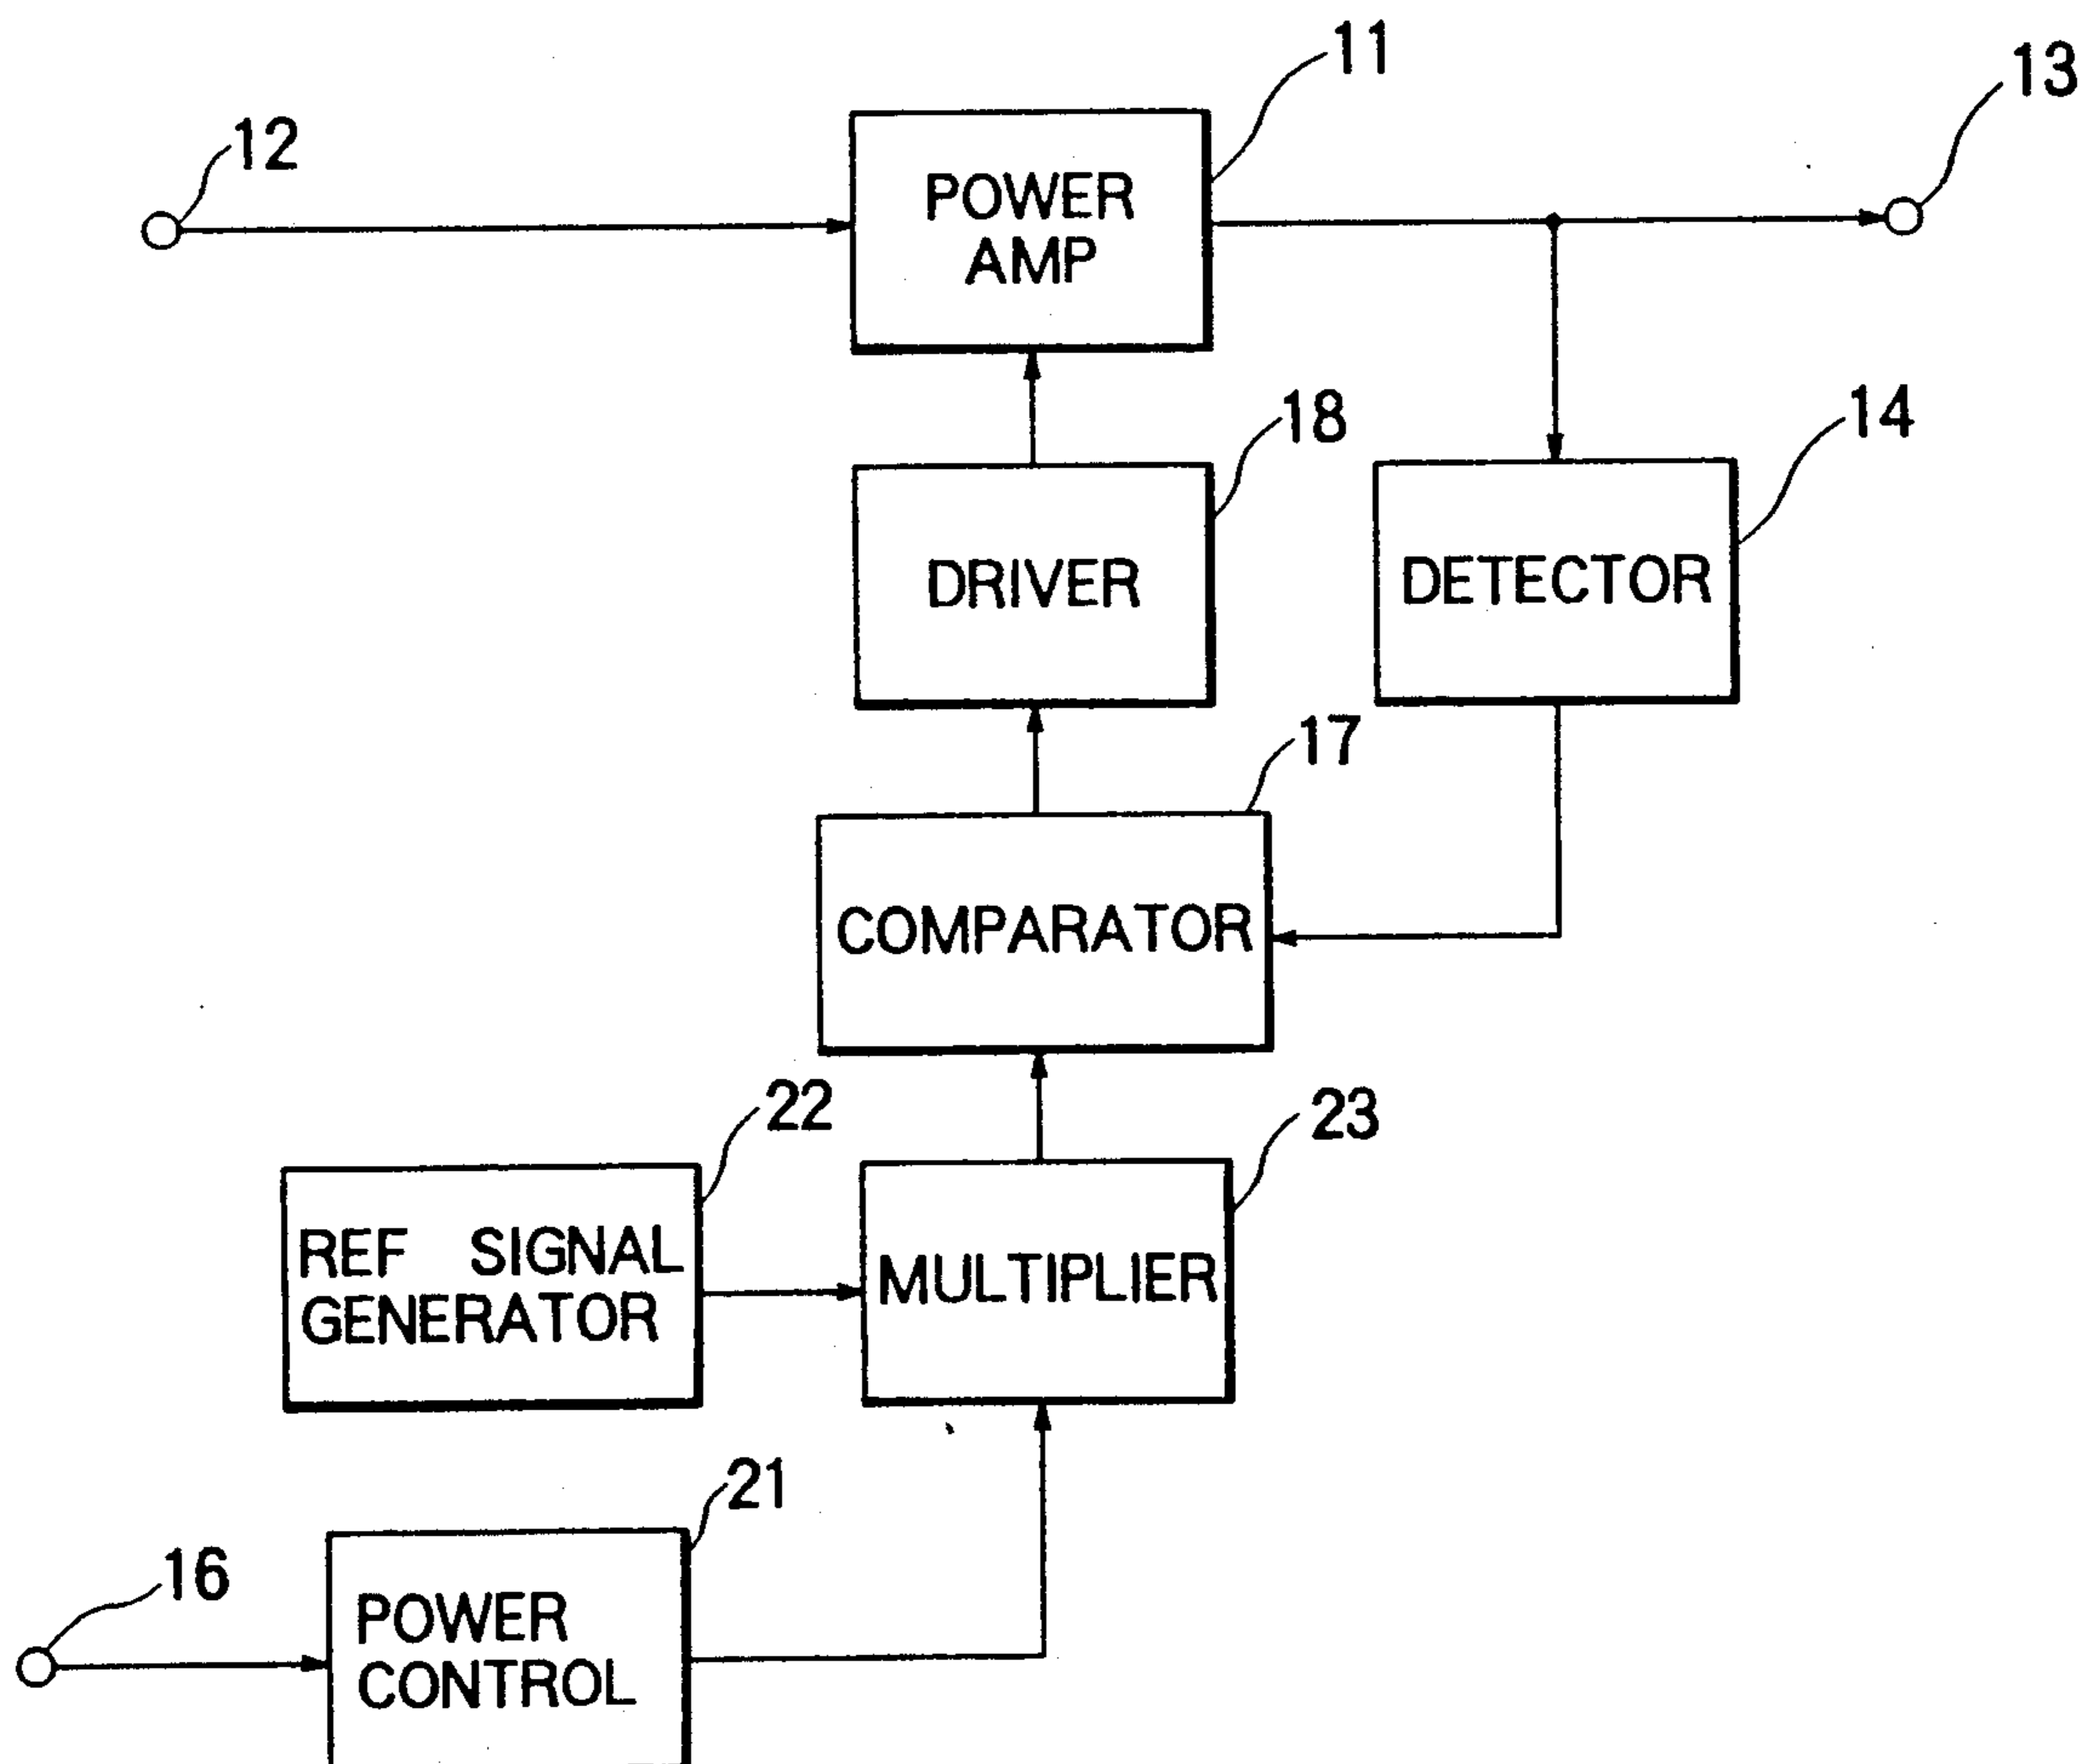 11
13
12
POWER
AMP
18
14
DRIVER
DETECTOR
17
COMPARATOR
22
23
REF SIGNAL
GENERATOR
MULTIPLIER
21
16
POWER
CONTROL